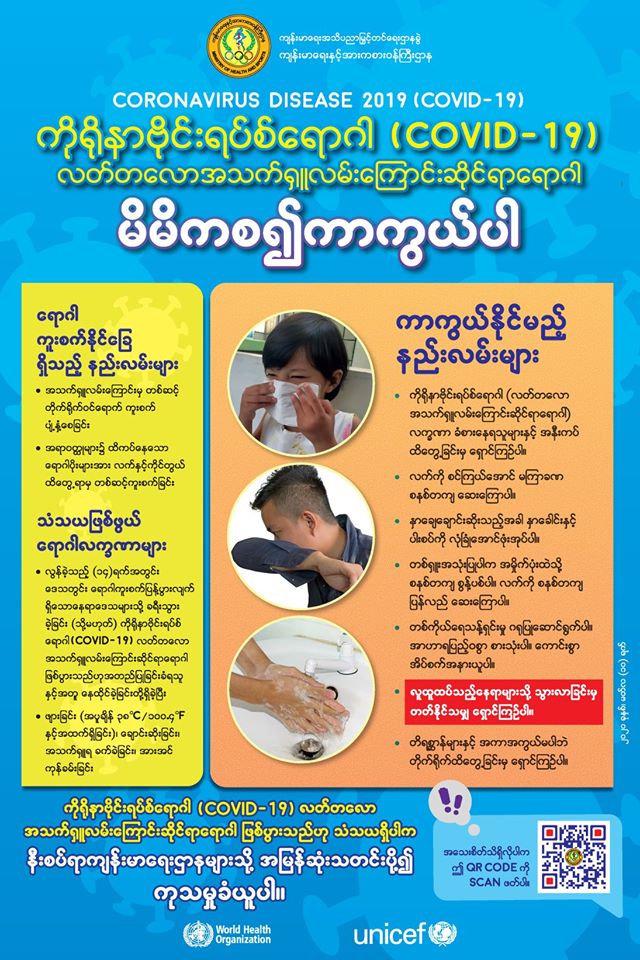 ကျန်းမာရေးအသိပညာမြှင့်တင်ရေးဌာနခွဲ
ကျန်းမာရေးနှင့်အားကစားဝန်ကြီးဌာန
CORONAVIRUS DISEASE 2019 (COVID-19)
ကိုရိုနာဗိုင်းရပ်စ်ရောဂါ (COVID-19)
လတ်တလောအသက်ရှူလမ်းကြောင်းဆိုင်ရာရောဂါ
မိမိကစ၍ကာကွယ်ပါ
ရောဂါ
ကူးစက်နိုင်ခြေ
ရှိသည့် နည်းလမ်းများ
• အသက်ရှူလမ်းကြောင်းမှ တစ်ဆင့်
တိုက်ရိုက်ဝင်ရောက် ကူးစက်
ပျံ့နှံ့စေခြင်း
• အရာဝတ္ထုများ၌ ထိကပ်နေသော
ရောဂါပိုးများအား လက်နှင့်ကိုင်တွယ်
ထိတွေ့ရာမှ တစ်ဆင့်ကူးစက်ခြင်း
သံသယဖြစ်ဖွယ်
ရောဂါလက္ခဏာများ
• လွန်ခဲ့သည့် (၁၄)ရက်အတွင်း
ဒေသတွင်း ရောဂါကူးစက်ပြန့်ပွားလျက်
ရှိသောနေရာဒေသများသို့ ခရီးသွား
ခဲ့ခြင်း (သို့မဟုတ်) ကိုရိုနာဗိုင်းရပ်စ်
ရောဂါ(COVID-19) လတ်တလော
အသက်ရှူလမ်းကြောင်းဆိုင်ရာရောဂါ
ဖြစ်ပွားသည်ဟုအတည်ပြုခြင်းခံရသူ
နှင့်အတူ နေထိုင်ခဲ့ခြင်းတို့ရှိခဲ့ပြီး
• ဖျားခြင်း (အပူချိန် ၃၈°C/၁၀၀.၄°F
နှင့်အထက်ရှိခြင်း)၊ ချောင်းဆိုးခြင်း၊
အသက်ရှူရ ခက်ခဲခြင်း၊ အားအင်
ကုန်ခမ်းခြင်း
ကာကွယ်နိုင်မည့်
နည်းလမ်းများ
• ကိုရိုနာဗိုင်းရပ်စ်ရောဂါ (လတ်တလော
အသက်ရှူလမ်းကြောင်းဆိုင်ရာရောဂါ)
လက္ခဏာ ခံစားနေရသူများနှင့် အနီးကပ်
ထိတွေ့ခြင်းမှ ရှောင်ကြဉ်ပါ။
• လက်ကို စင်ကြယ်အောင် မကြာခဏ
စနစ်တကျ ဆေးကြောပါ။
• နှာချေချောင်းဆိုးသည့်အခါ နှာခေါင်းနှင့်
ပါးစပ်ကို လုံခြုံအောင်ဖုံးအုပ်ပါ။
• တစ်ရှူးအသုံးပြုပါက အမှိုက်ပုံးထဲသို့
စနစ်တကျ စွန့်ပစ်ပါ။ လက်ကို စနစ်တကျ
ပြန်လည် ဆေးကြောပါ။
• တစ်ကိုယ်ရေသန့်ရှင်းမှု ဂရုပြုဆောင်ရွက်ပါ။
အာဟာရပြည့်ဝစွာ စားသုံးပါ။ ကောင်းစွာ
အိပ်စက်အနားယူပါ။
• လူထူထပ်သည့်နေရာများသို့ သွားလာခြင်းမှ
တတ်နိုင်သမျှ ရှောင်ကြဉ်ပါ။
• တိရစ္ဆာန်များနှင့် အကာအကွယ်မပါဘဲ
တိုက်ရိုက်ထိတွေ့ခြင်းမှ ရှောင်ကြဉ်ပါ။
ကိုရိုနာဗိုင်းရပ်စ်ရောဂါ (COVID-19) လတ်တလော
အသက်ရှူလမ်းကြောင်းဆိုင်ရာရောဂါ ဖြစ်ပွားသည်ဟု သံသယရှိပါက
နီးစပ်ရာကျန်းမာရေးဌာနများသို့ အမြန်ဆုံးသတင်းပို့၍
ကုသမှုခံယူပါ။
အသေးစိတ်သိရှိလိုပါက
ဤ QR CODE ကို
SCAN ဖတ်ပါ။
World Health
Organization
unicef